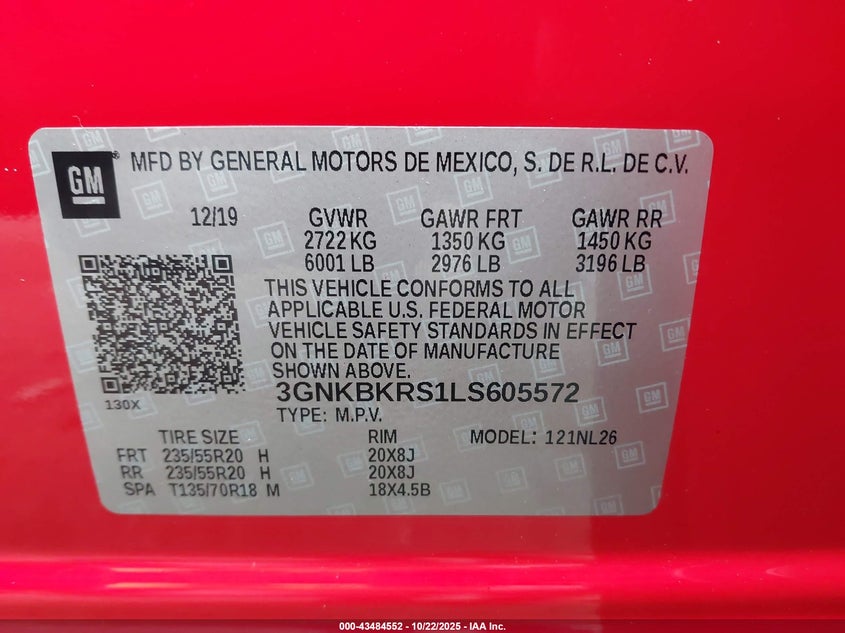 GM
MFD BY GENERAL MOTORS DE MEXICO, S. DE R.L. DE C.V.
12/19 GVWR GAWR FRT GAWR RR
2722 KG 1350 KG 1450 KG
6001 LB 2976 LB 3196 LB
THIS VEHICLE CONFORMS TO ALL
APPLICABLE U.S. FEDERAL MOTOR
VEHICLE SAFETY STANDARDS IN EFFECT
ON THE DATE OF MANUFACTURE
SHOWN ABOVE.
3GNKBKRS1LS605572
130X
TYPE: M.P.V.
TIRE SIZE RIM MODEL: 121NL26
FRT 235/55R20 H 20X8J
RR 235/55R20 H 20X8J
SPA T135/70R18 M 18X4.5B
000-43484552 - 10/22/2025 - IAA Inc.